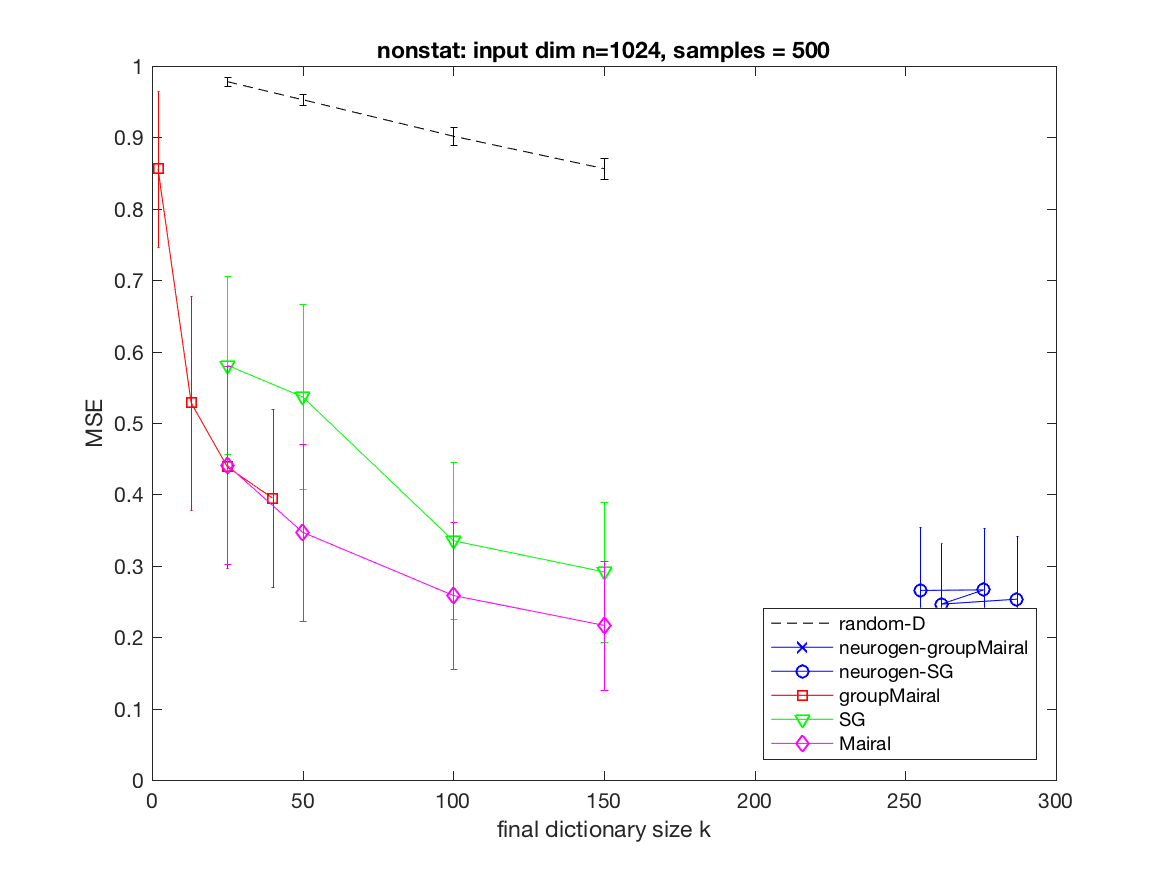 nonstat: input dim n=1024, samples = 500
1
0.9
0.8
0.7
0.6
0.5
0.4
0.3
0.2
0.1
0
MSE
0 50 100 150 200 250 300
final dictionary size k
random-D
neurogen-groupMairal
neurogen-SG
groupMairal
SG
Mairal